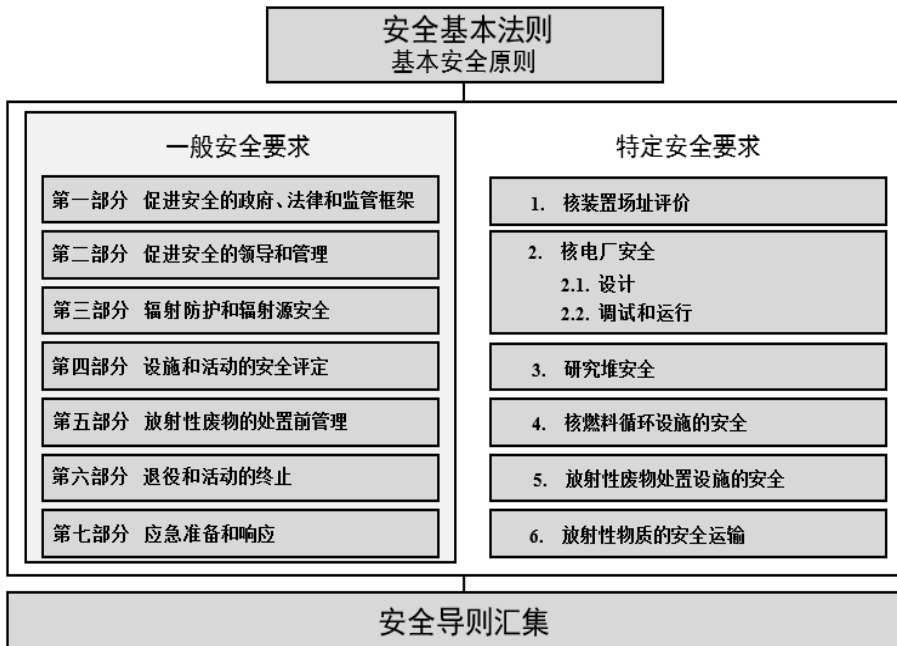 安全基本法则
基本安全原则
一般安全要求
第一部分 促进安全的政府、法律和监管框架
第二部分 促进安全的领导和管理
第三部分 辐射防护和辐射源安全
第四部分 设施和活动的安全评定
第五部分 放射性废物的处置前管理
第六部分 退役和活动的终止
第七部分 应急准备和响应
特定安全要求
1. 核装置场址评价
2. 核电厂安全
2.1. 设计
2.2. 调试和运行
3. 研究堆安全
4. 核燃料循环设施的安全
5. 放射性废物处置设施的安全
6. 放射性物质的安全运输
安全导则汇集